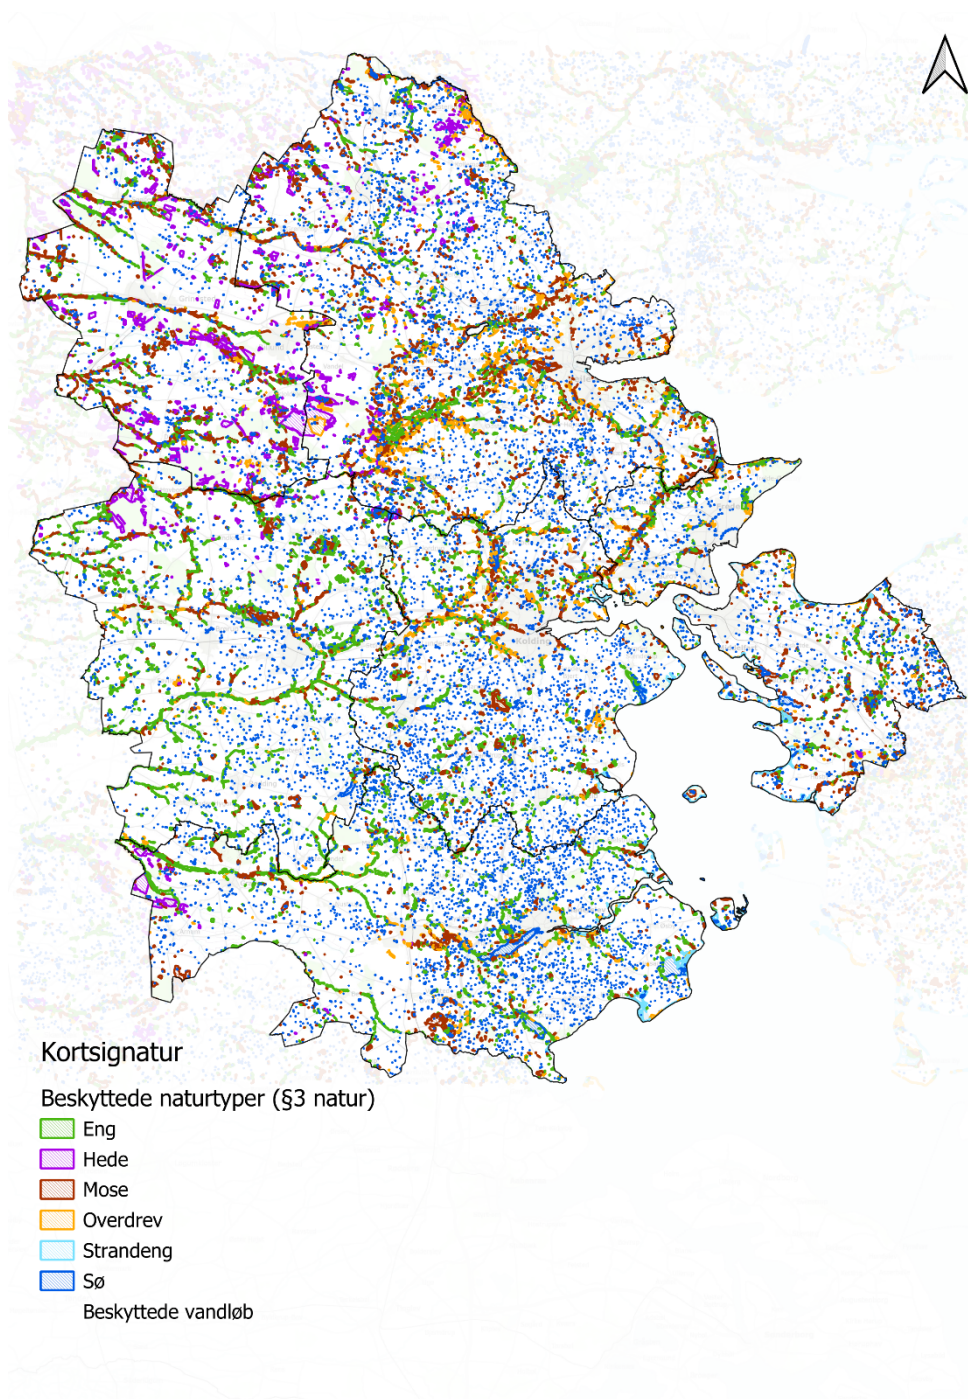 Kortsignatur
Beskyttede naturtyper (§3 natur)
Eng
Hede
Mose
Overdrev
Strandeng
Sø
Beskyttede vandløb